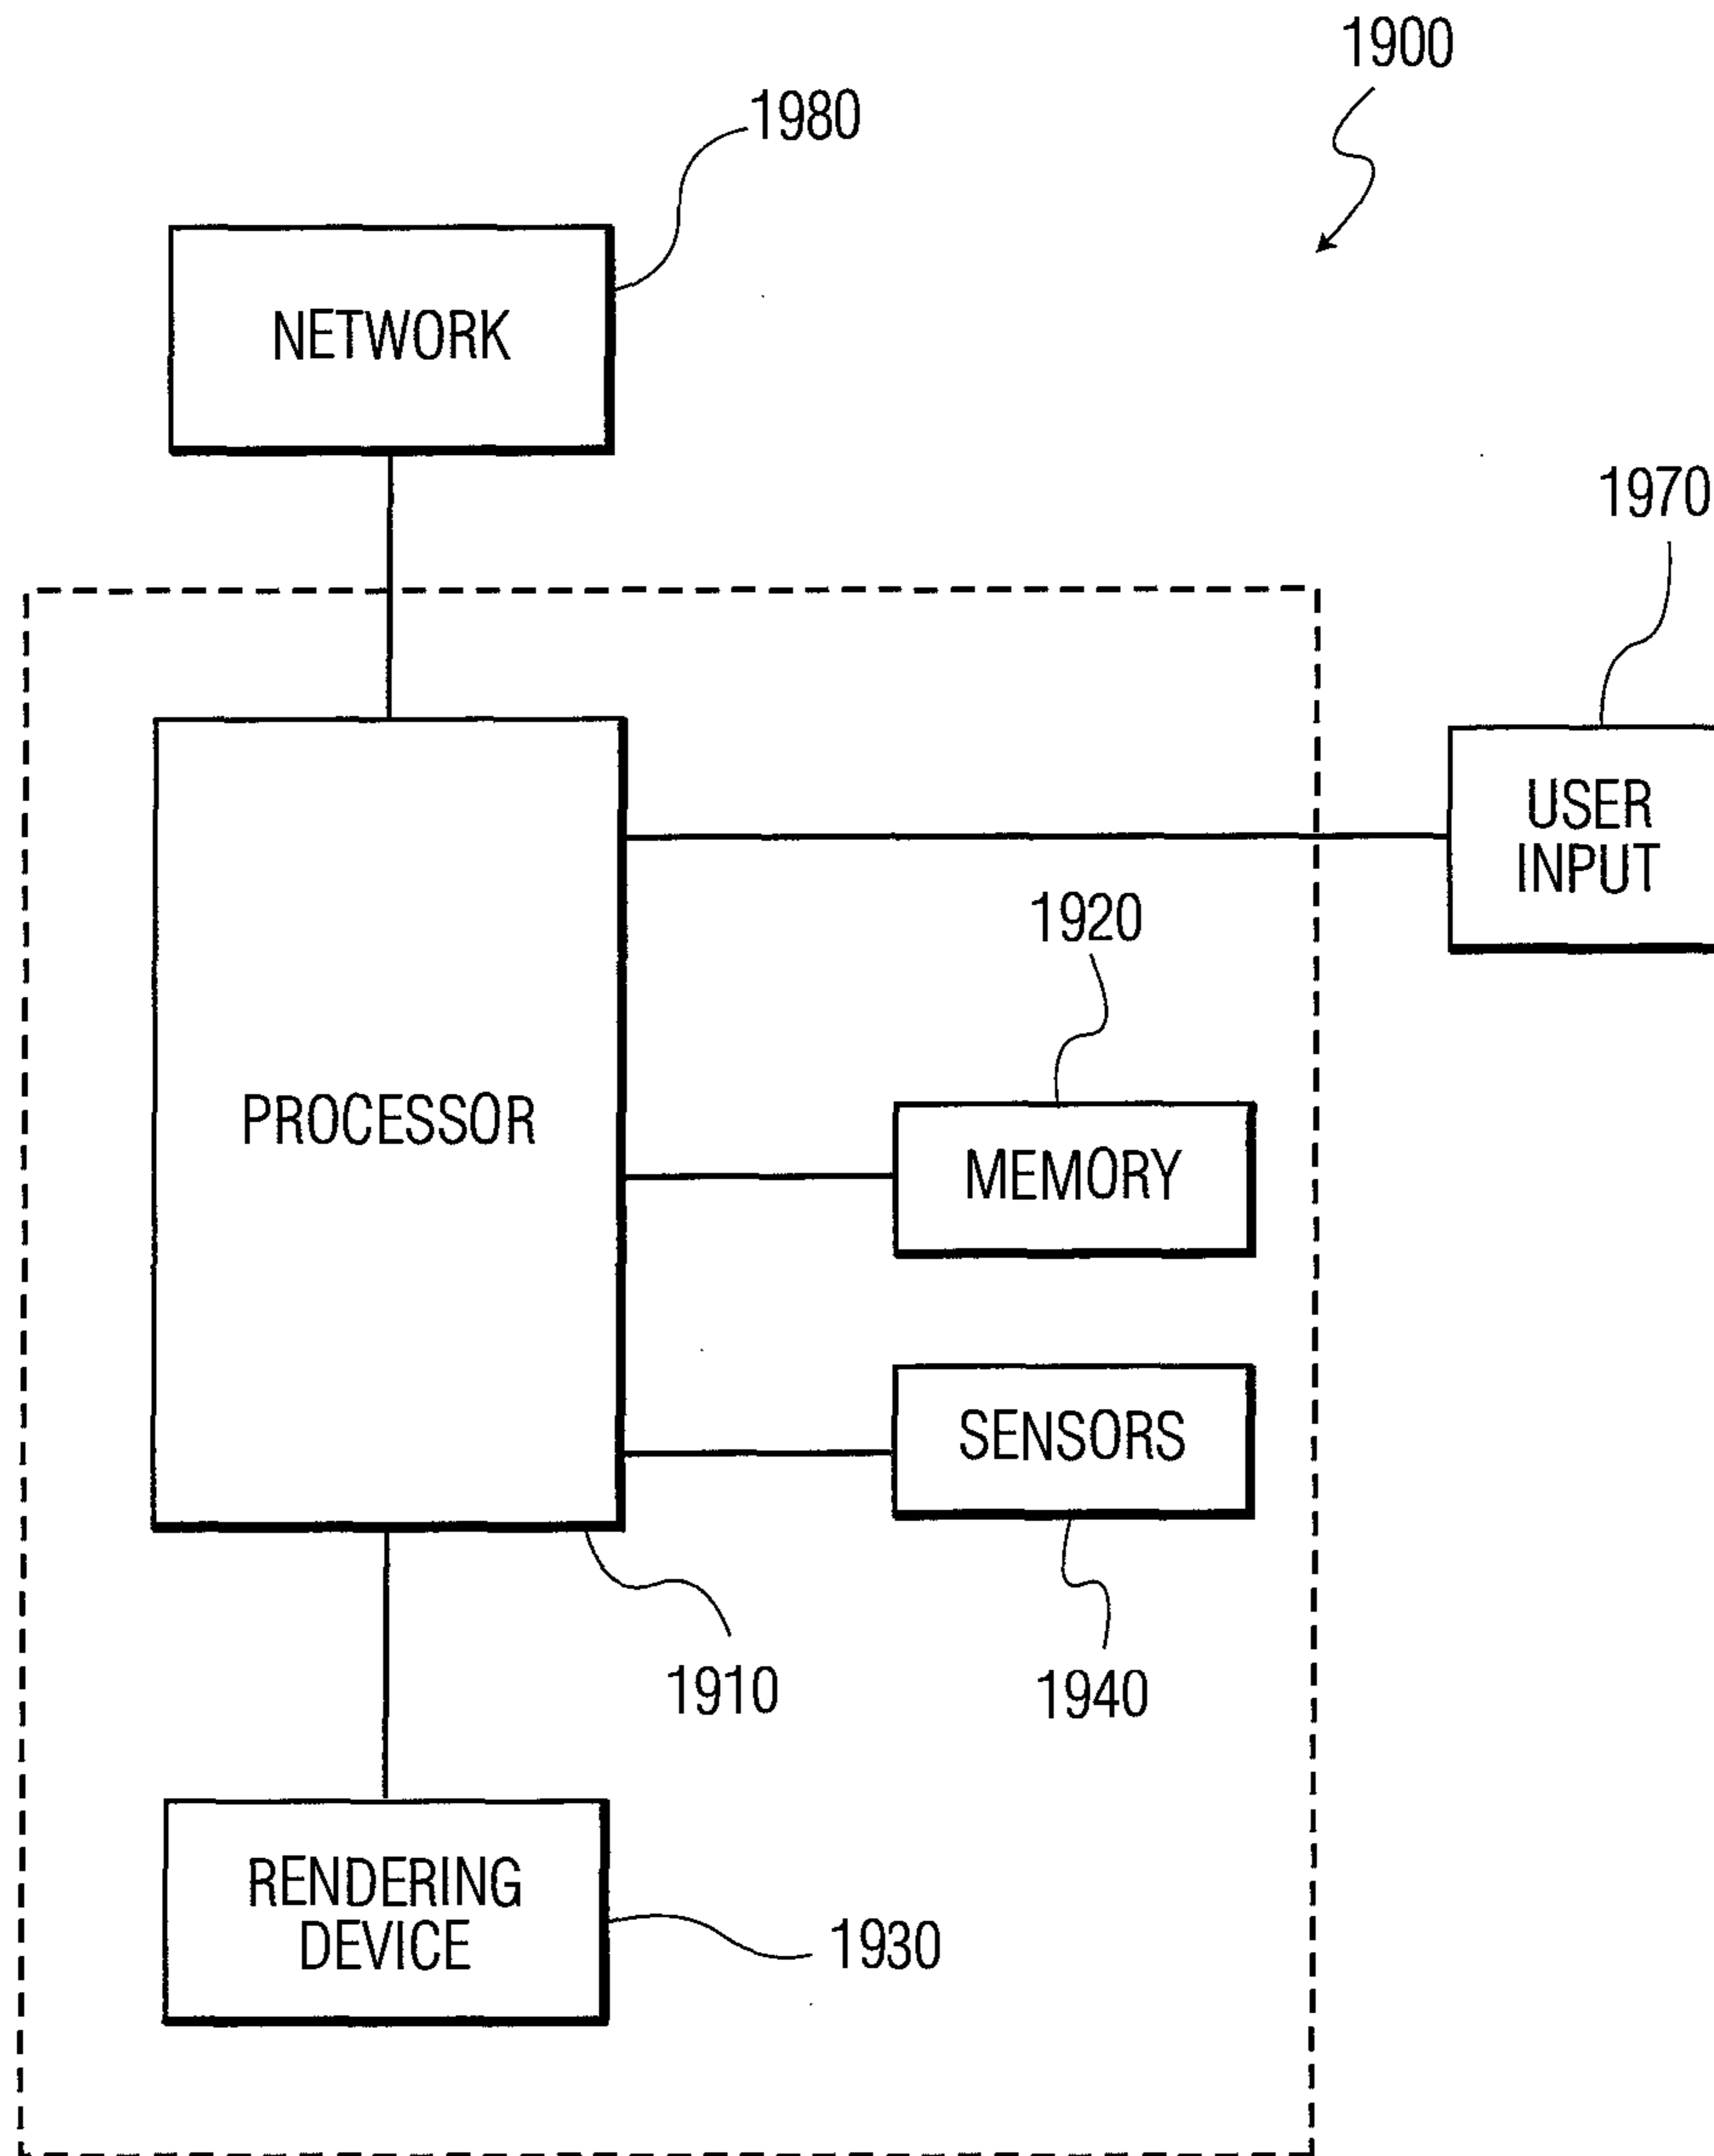 1900
1980
NETWORK
1970
USER
INPUT
1920
PROCESSOR
MEMORY
SENSORS
1910
1940
RENDERING
DEVICE
1930